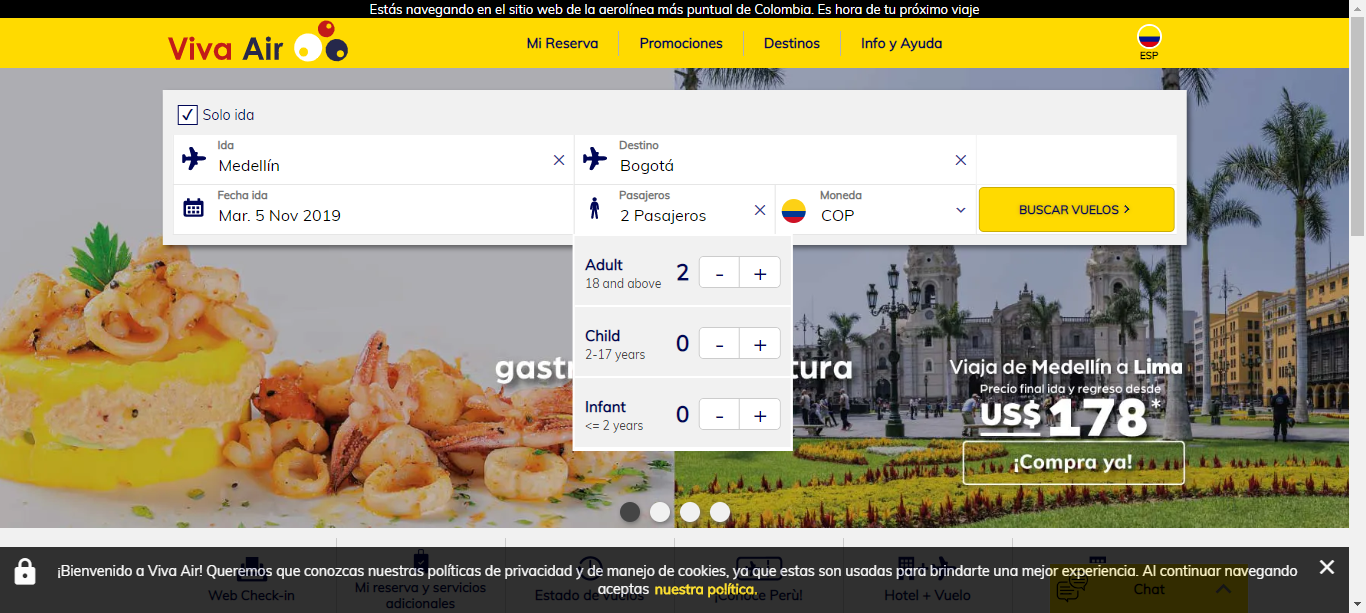 Estás navegando en el sitio web de la aerolínea más puntual de Colombia. Es hora de tu próximo viaje
Viva Air
Mi Reserva
Promociones
Destinos
Info y Ayuda
ESP
Solo ida
Ida
Medellín
Destino
Bogotá
Fecha ida
Mar. 5 Nov 2019
Pasajeros
2 Pasajeros
Moneda
COP
BUSCAR VUELOS >
Adult
18 and above
2
-
+
Child
2-17 years
0
-
+
Infant
<= 2 years
0
-
+
Viaja de Medellín a Lima
Precio final ida y regreso desde
US$ 178*
¡Compra ya!
¡Bienvenido a Viva Air! Queremos que conozcas nuestras políticas de privacidad y de manejo de cookies, ya que estas son usadas para brindarte una mejor experiencia. Al continuar navegando
aceptas nuestra política.
Web Check-in
Mi reserva y servicios
adicionales
Estado de vuelos
¡Conoce Perù!
Hotel + Vuelo
Chat